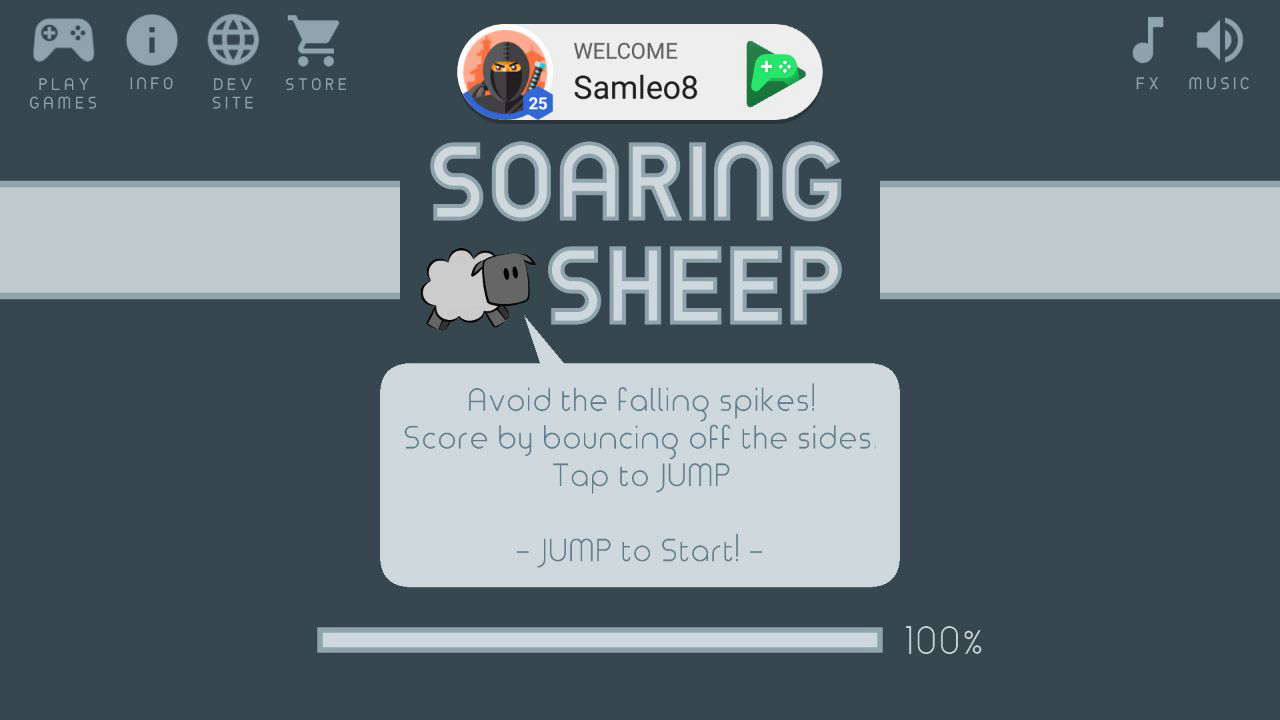 PLAY
GAMES
INFO
DEV
SITE
STORE
WELCOME
Samleo8
25
FX
MUSIC
SOARING
SHEEP
Avoid the falling spikes!
Score by bouncing off the sides.
Tap to JUMP
- JUMP to Start! -
100%